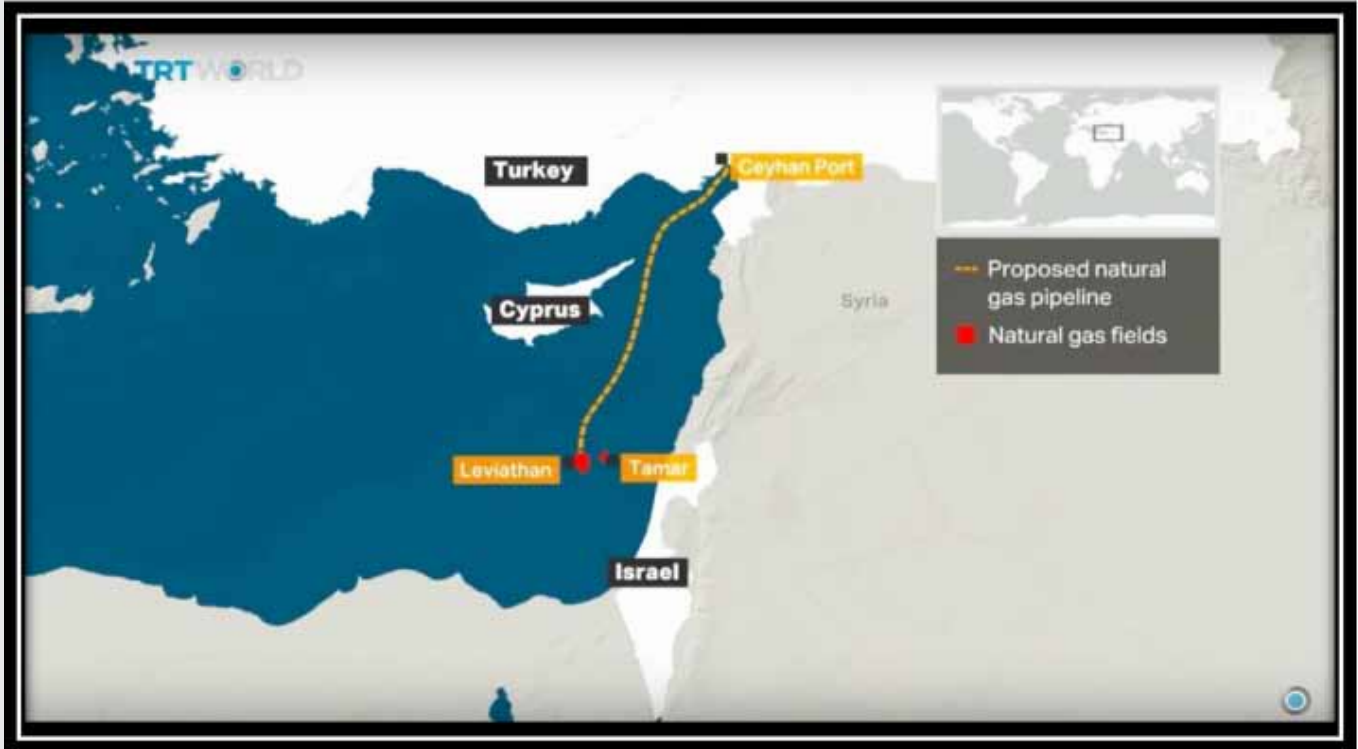 TRT WORLD
Turkey
Ceyhan Port
Cyprus
Syria
Proposed natural
gas pipeline
Natural gas fields
Leviathan
Tamar
Israel